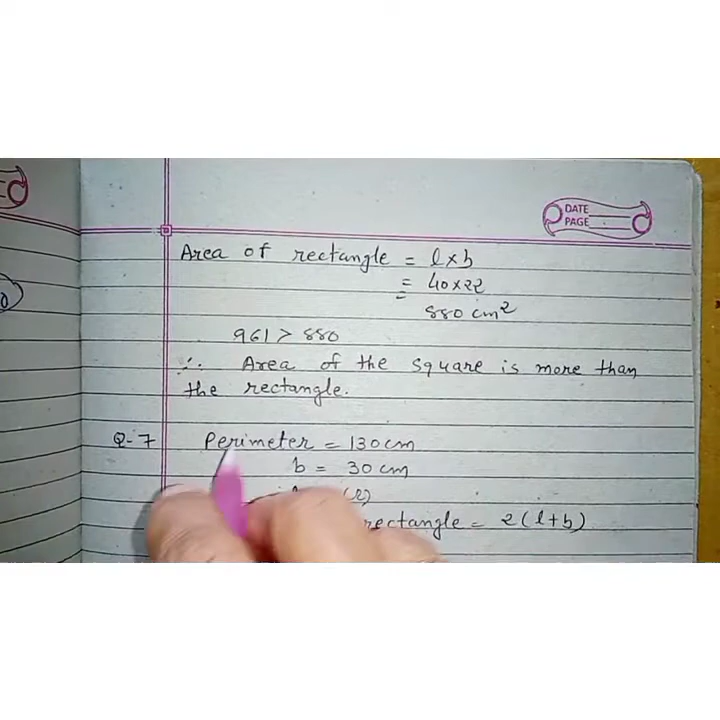 DATE
PAGE
Area of rectangle = l×b
= 40×22
= 880 cm²
961 > 880
∴ Area of the square is more than
the rectangle.
Q-7 Perimeter = 130 cm
b = 30 cm
(l)
rectangle = 2(l+b)